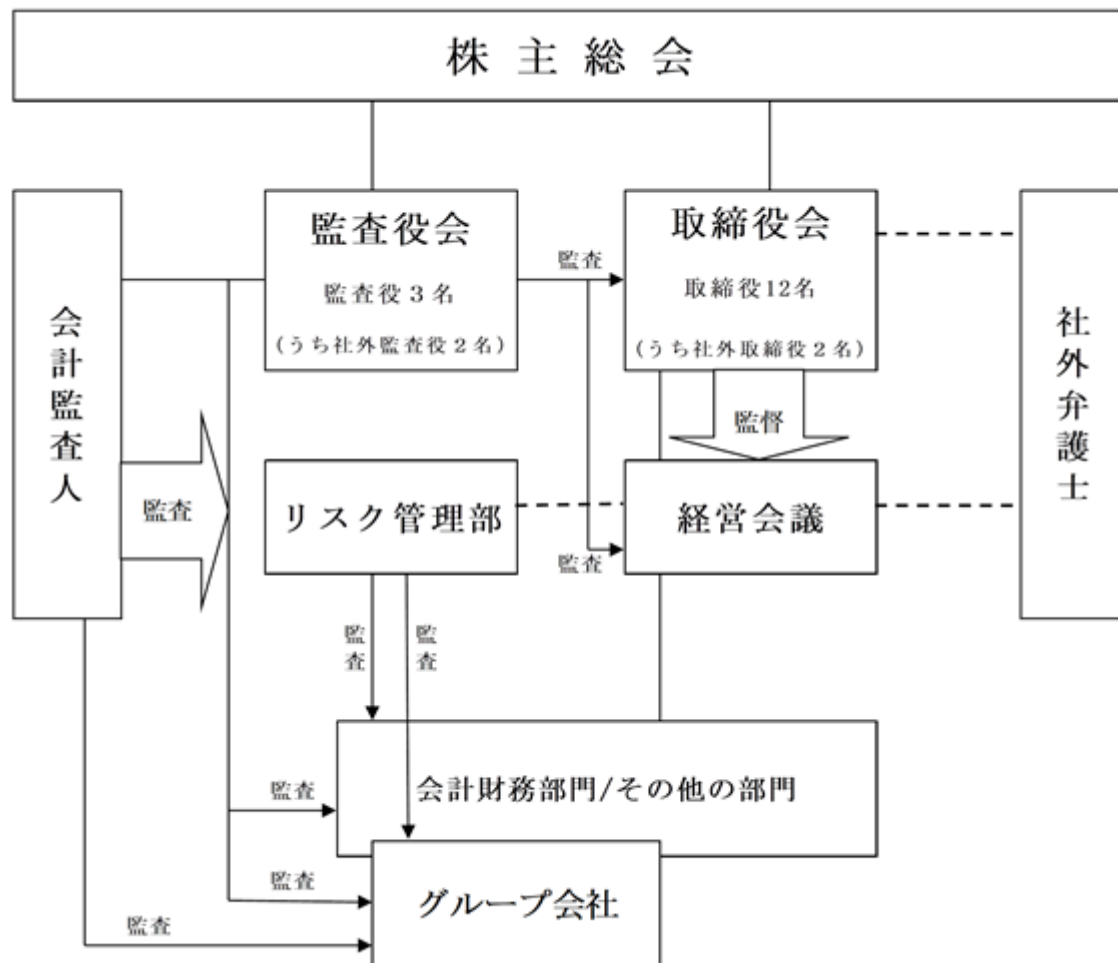 株主総会
監査役会
監査役3名
(うち社外監査役2名)
監査
取締役会
取締役12名
(うち社外取締役2名)
会計監査人
社外弁護士
監督
監査
リスク管理部
経営会議
監査
監査
監査
会計財務部門/その他の部門
監査
監査
グループ会社
監査